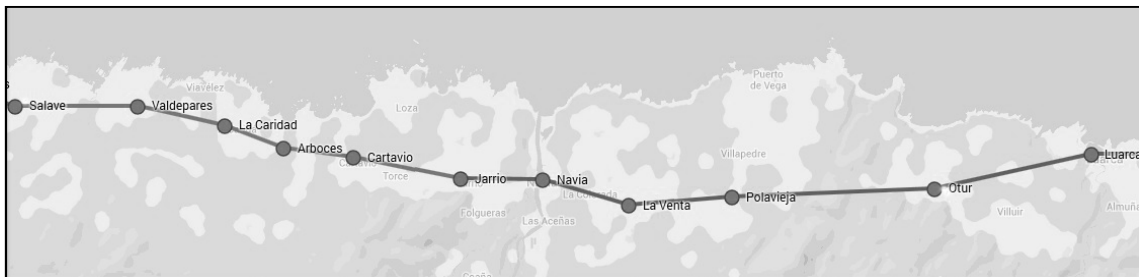 Salave
Valdepares
Viavélez
La Caridad
Arboces
Cartavio
Loza
Torce
Jarrio
Folgueras
Navia
Las Aceñas
La Venta
Polavieja
Villapedre
Puerto
de Vega
Otur
Villuir
Luarca